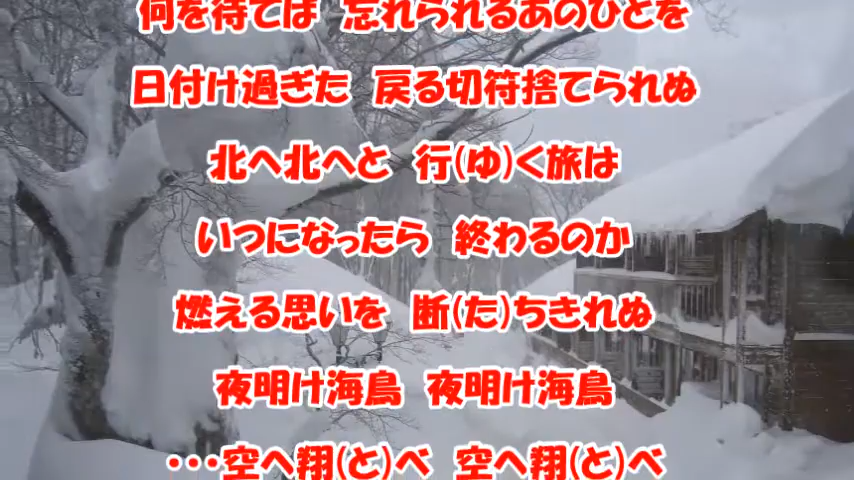 何を待てば 忘れられるあのひとを
日付け過ぎた 戻る切符捨てられぬ
北へ北へと 行(ゆ)く旅は
いつになったら 終わるのか
燃える思いを 断(た)ちきれぬ
夜明け海鳥 夜明け海鳥
･･･空へ翔(と)べ 空へ翔(と)べ